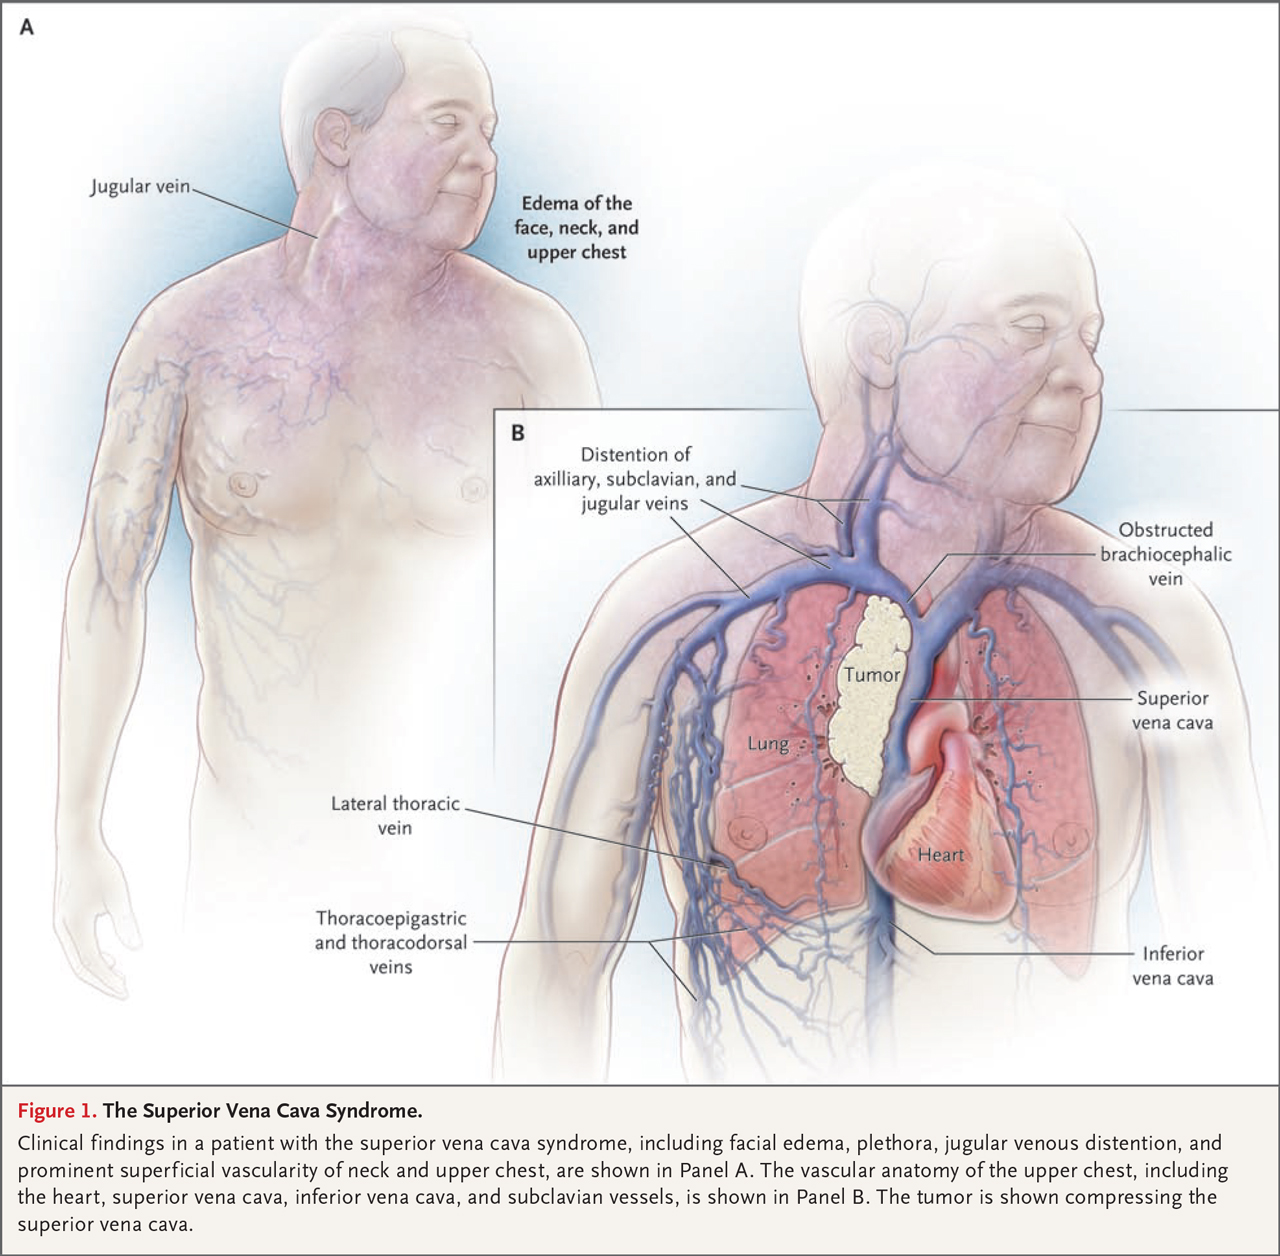 A
Jugular vein
Edema of the
face, neck, and
upper chest
B
Distention of
axilliary, subclavian, and
jugular veins
Obstructed
brachiocephalic
vein
Tumor
Superior
vena cava
Lung
Lateral thoracic
vein
Heart
Thoracoepigastric
and thoracodorsal
veins
Inferior
vena cava
Figure 1. The Superior Vena Cava Syndrome.
Clinical findings in a patient with the superior vena cava syndrome, including facial edema, plethora, jugular venous distention, and
prominent superficial vascularity of neck and upper chest, are shown in Panel A. The vascular anatomy of the upper chest, including
the heart, superior vena cava, inferior vena cava, and subclavian vessels, is shown in Panel B. The tumor is shown compressing the
superior vena cava.